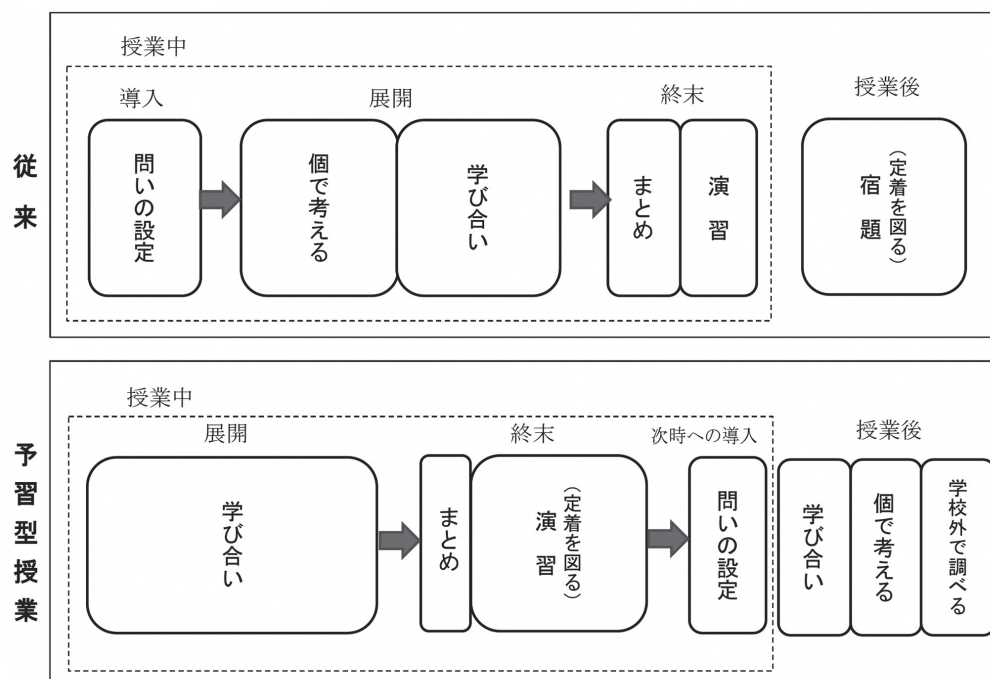 従来
授業中
導入
展開
終末
授業後
問いの設定
個で考える
学び合い
まとめ
演習
宿題
（定着を図る）
予習型授業
授業中
展開
終末
次時への導入
授業後
学び合い
まとめ
演習
（定着を図る）
問いの設定
学び合い
個で考える
学校外で調べる